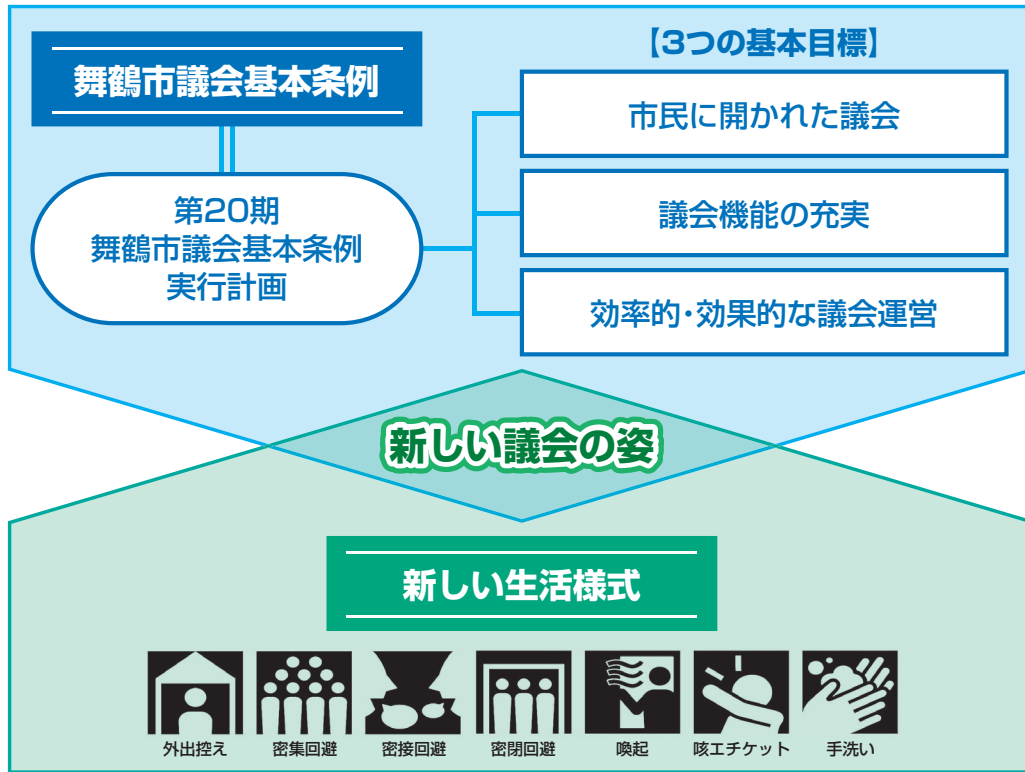 舞鶴市議会基本条例
第20期
舞鶴市議会基本条例
実行計画
【3つの基本目標】
市民に開かれた議会
議会機能の充実
効率的・効果的な議会運営
新しい議会の姿
新しい生活様式
外出控え
密集回避
密接回避
密閉回避
喚起
咳エチケット
手洗い